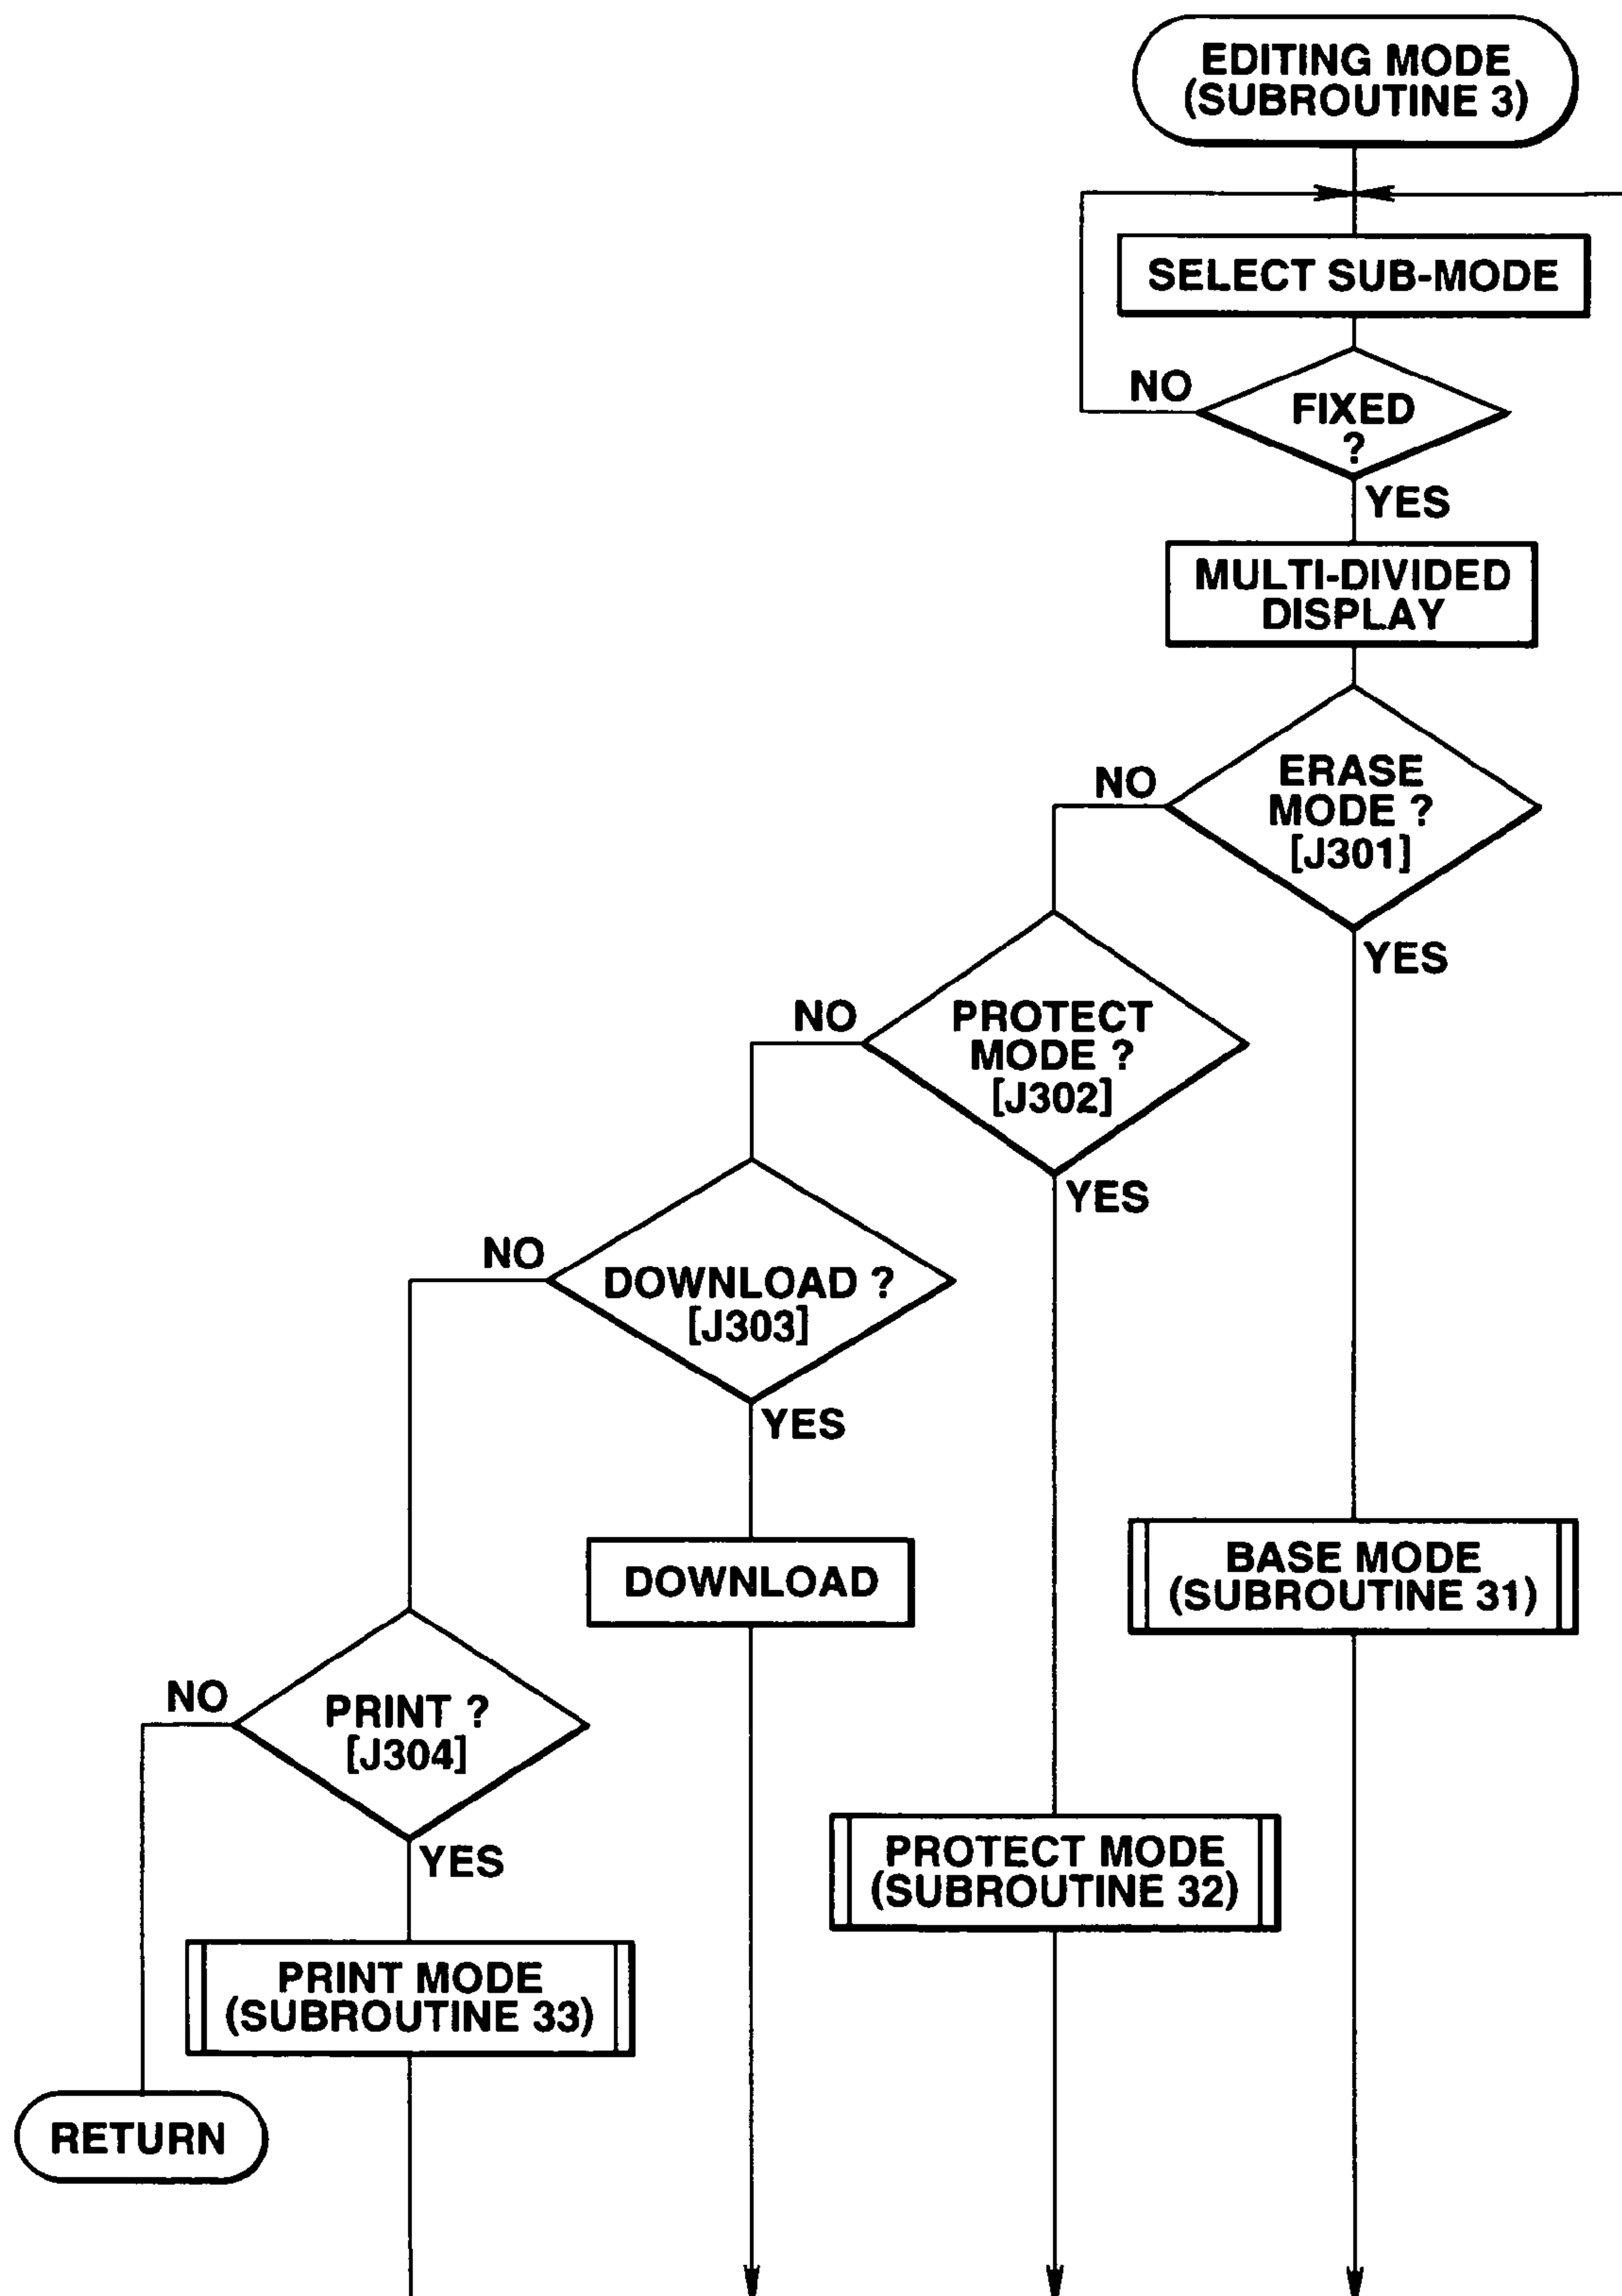 EDITING MODE
(SUBROUTINE 3)
SELECT SUB-MODE
NO
FIXED
?
YES
MULTI-DIVIDED
DISPLAY
NO
ERASE
MODE ?
[J301]
YES
NO
PROTECT
MODE ?
[J302]
YES
NO
DOWNLOAD ?
[J303]
YES
BASE MODE
(SUBROUTINE 31)
DOWNLOAD
NO
PRINT ?
[J304]
YES
PROTECT MODE
(SUBROUTINE 32)
PRINT MODE
(SUBROUTINE 33)
RETURN